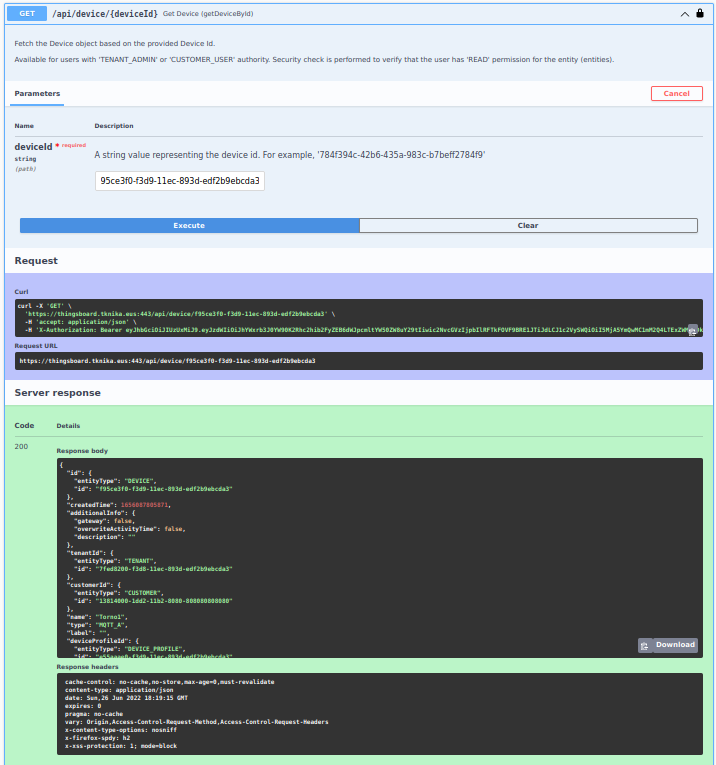 GET /api/device/{deviceId} Get Device (getDeviceById)
Fetch the Device object based on the provided Device Id.
Available for users with 'TENANT_ADMIN' or 'CUSTOMER_USER' authority. Security check is performed to verify that the user has 'READ' permission for the entity (entities).
Parameters
Cancel
Name Description
deviceId * required
string
(path)
A string value representing the device id. For example, '784f394c-42b6-435a-983c-b7beff2784f9'
95ce3f0-f3d9-11ec-893d-edf2b9ebcda3
Execute Clear
Request
Curl
curl -X 'GET' \
'https://thingsboard.tknika.eus:443/api/device/f95ce3f0-f3d9-11ec-893d-edf2b9ebcda3' \
-H 'accept: application/json' \
-H 'X-Authorization: Bearer
Request URL
https://thingsboard.tknika.eus:443/api/device/f95ce3f0-f3d9-11ec-893d-edf2b9ebcda3
Server response
Code Details
200
Response body
{
"id": {
"entityType": "DEVICE",
"id": "f95ce3f0-f3d9-11ec-893d-edf2b9ebcda3"
},
"createdTime":
"additionalInfo": {
"gateway": false,
"overwriteActivityTime": false,
"description": ""
},
"tenantId": {
"entityType": "TENANT",
"id": "7fed8200-f3d8-11ec-893d-edf2b9ebcda3"
},
"customerId": {
"entityType": "CUSTOMER",
"id": "13814000-1dd2-11b2-8080-808080808080"
},
"name": "Torno1",
"type": "MQTT_A",
"label": "",
"deviceProfileId": {
"entityType": "DEVICE_PROFILE",
"id":
Download
Response headers
cache-control: no-cache,no-store,max-age=0,must-revalidate
content-type: application/json
date: Sun,26 Jun 2022 18:19:15 GMT
expires: 0
pragma: no-cache
vary: Origin,Access-Control-Request-Method,Access-Control-Request-Headers
x-content-type-options: nosniff
x-firefox-spdy: h2
x-xss-protection: 1; mode=block